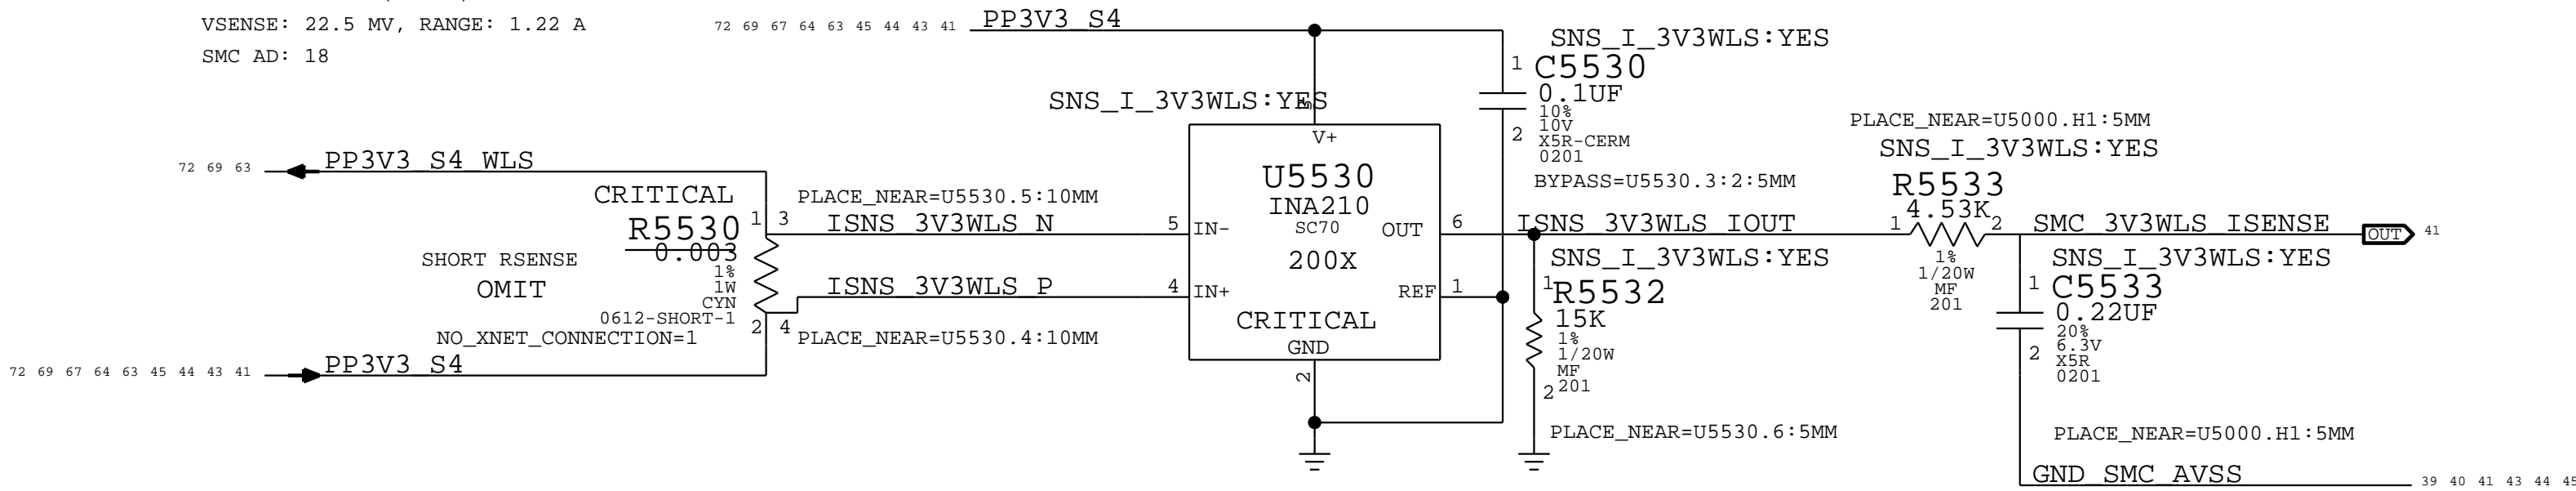 VSENSE: 22.5 MV, RANGE: 1.22 A
SMC AD: 18
72 69 67 64 63 45 44 43 41 PP3V3_S4
SNS_I_3V3WLS:YES
1 C5530
0.1UF
10%
10V
2 X5R-CERM
0201
BYPASS=U5530.3:2:5MM
SNS_I_3V3WLS:YES
3
V+
U5530
INA210
SC70
200X
CRITICAL
GND
2
5 IN-
4 IN+
OUT 6
REF 1
72 69 63 PP3V3_S4_WLS
CRITICAL
R5530
0.003
1%
1W
CYN
0612-SHORT-1
SHORT RSENSE
OMIT
NO_XNET_CONNECTION=1
1 3
2 4
PLACE_NEAR=U5530.5:10MM
ISNS_3V3WLS_N
ISNS_3V3WLS_P
PLACE_NEAR=U5530.4:10MM
72 69 67 64 63 45 44 43 41 PP3V3_S4
ISNS_3V3WLS_IOUT
SNS_I_3V3WLS:YES
1 R5532
15K
1%
1/20W
MF
2 201
PLACE_NEAR=U5530.6:5MM
PLACE_NEAR=U5000.H1:5MM
SNS_I_3V3WLS:YES
R5533
1 4.53K 2
1%
1/20W
MF
201
SMC_3V3WLS_ISENSE OUT 41
SNS_I_3V3WLS:YES
1 C5533
0.22UF
20%
2 6.3V
X5R
0201
PLACE_NEAR=U5000.H1:5MM
GND_SMC_AVSS 39 40 41 43 44 45